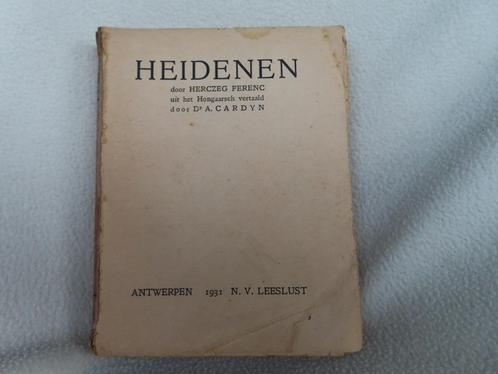 HEIDENEN
door HERCZEG FERENC
uit het Hongaarsch vertaald
door Dr A. CARDYN
ANTWERPEN 1931 N. V. LEESLUST